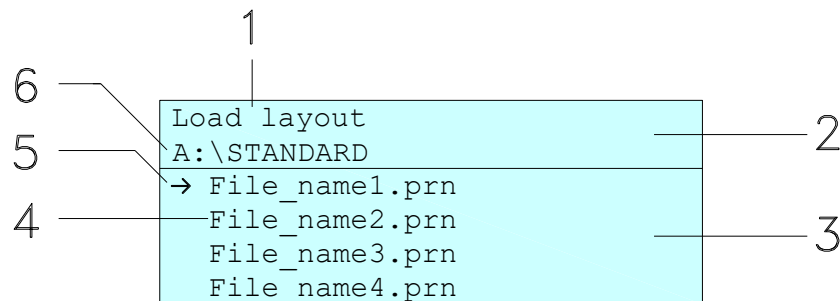 1
6
Load layout
2
5
A:\STANDARD
→ File_name1.prn
4
File_name2.prn
3
File_name3.prn
File_name4.prn